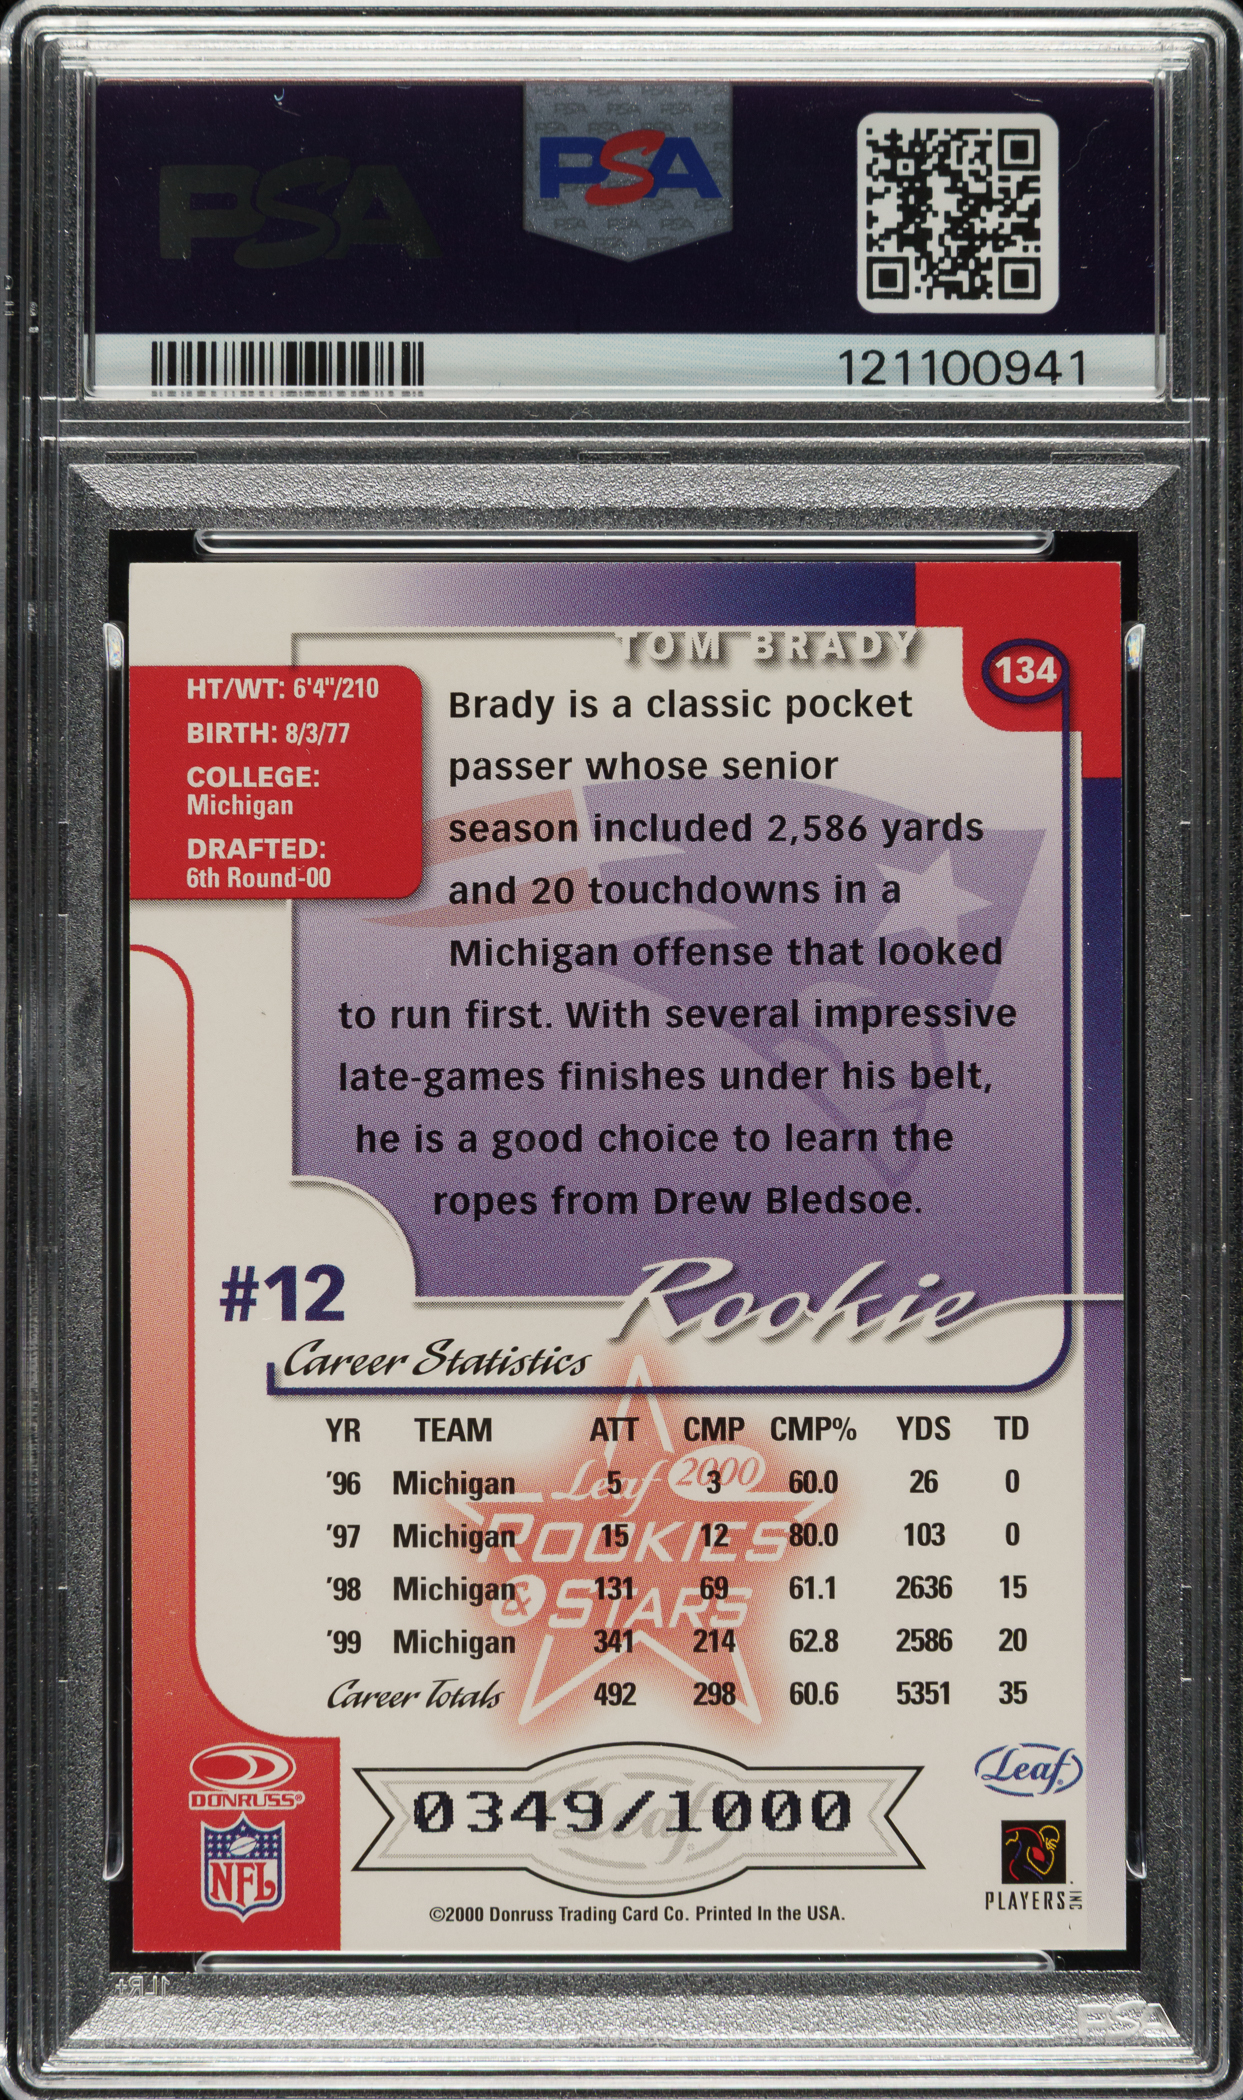 PSA
PSA
121100941
TOM BRADY
134
HT/WT: 6'4"/210
BIRTH: 8/3/77
COLLEGE:
Michigan
DRAFTED:
6th Round-00
Brady is a classic pocket
passer whose senior
season included 2,586 yards
and 20 touchdowns in a
Michigan offense that looked
to run first. With several impressive
late-games finishes under his belt,
he is a good choice to learn the
ropes from Drew Bledsoe.
#12
Rookie
Career Statistics
YR TEAM ATT CMP CMP% YDS TD
'96 Michigan 5 3 60.0 26 0
'97 Michigan 15 12 80.0 103 0
'98 Michigan 131 69 61.1 2636 15
'99 Michigan 341 214 62.8 2586 20
Career Totals 492 298 60.6 5351 35
Leaf 2000
ROOKIES
& STARS
DONRUSS®
NFL
Leaf
0349/1000
Leaf®
PLAYERS INC
©2000 Donruss Trading Card Co. Printed In the USA.
PSA